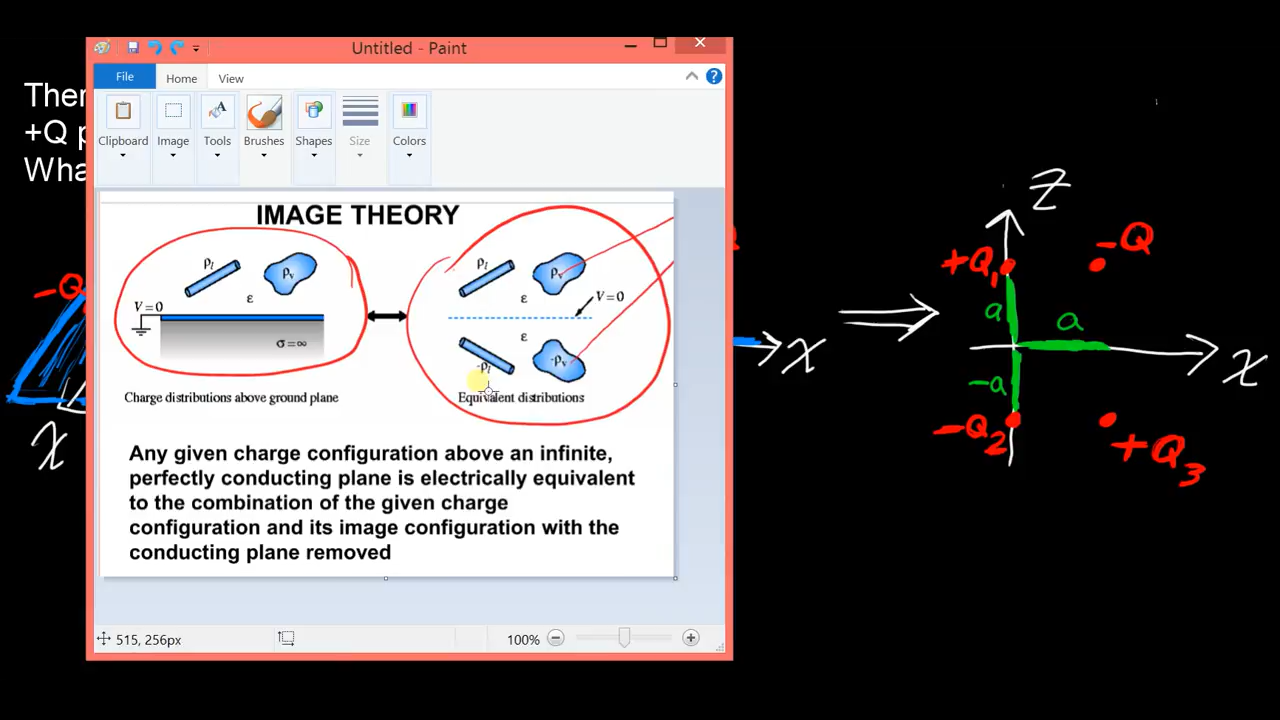 Untitled - Paint
File Home View
Clipboard Image Tools Brushes Shapes Size Colors
+Q
IMAGE THEORY
ρl ρv ε
V=0
σ=∞
Charge distributions above ground plane
ρl ρv ε
V=0
ε
-ρl -ρv
Equivalent distributions
Any given charge configuration above an infinite,
perfectly conducting plane is electrically equivalent
to the combination of the given charge
configuration and its image configuration with the
conducting plane removed
515, 256px 100%
-Q
x
x
z
+Q1 -Q
a a
x
-a
-Q2 +Q3